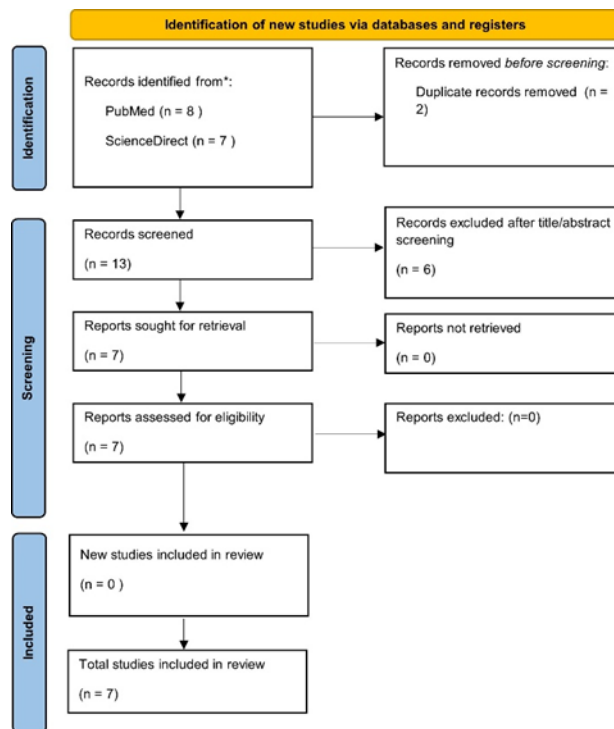 Identification of new studies via databases and registers
Identification
Records identified from*:
PubMed (n = 8 )
ScienceDirect (n = 7 )
Records removed before screening:
Duplicate records removed (n =
2)
Screening
Records screened
(n = 13)
Records excluded after title/abstract
screening
(n = 6)
Reports sought for retrieval
(n = 7)
Reports not retrieved
(n = 0)
Reports assessed for eligibility
(n = 7)
Reports excluded: (n=0)
Included
New studies included in review
(n = 0 )
Total studies included in review
(n = 7)